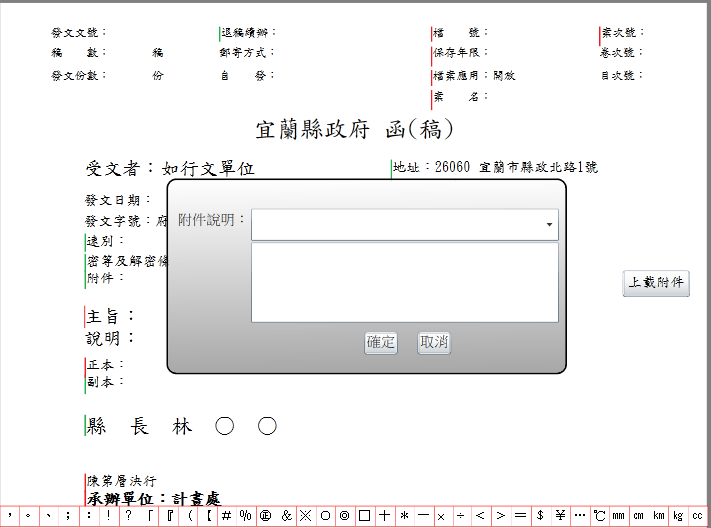 發文文號： 退稿續辦： 檔　　號： 案次號：
稿　　數：　　　稿 郵寄方式： 保存年限： 卷次號：
發文份數：　　　份 自　　發： 檔案應用：開放 目次號：
案　　名：
宜蘭縣政府 函(稿)
受文者：如行文單位 地址：26060 宜蘭市縣政北路1號
發文日期：
發文字號：府
附件說明：
速別：
密等及解密條
附件：
上載附件
主旨：
說明：
確定 取消
正本：
副本：
縣 長 林 ○ ○
陳第層決行
承辦單位：計畫處
， 。 、 ； ： ！ ？ 「 『 （ 【 # % ㊣ & ※ ○ ◎ □ ＋ * － × ÷ < > ＝ $ ¥ … ℃ mm cm km kg cc